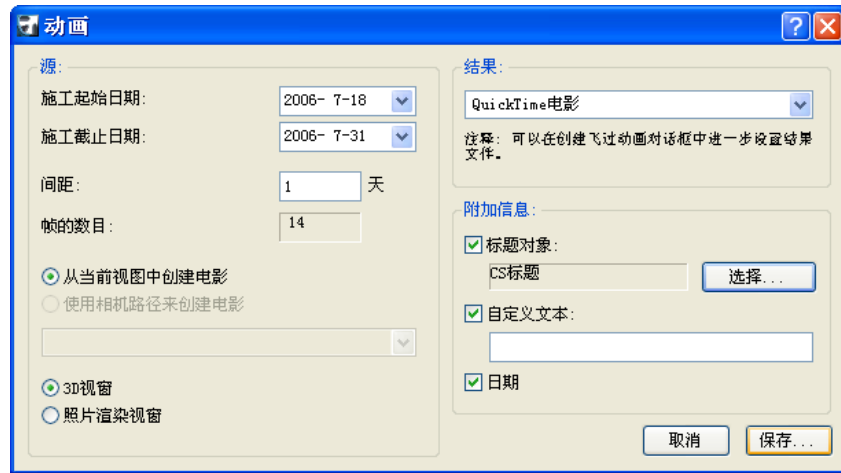 动画
源:
施工起始日期:
2006- 7-18
施工截止日期:
2006- 7-31
间距:
1
天
帧的数目:
14
从当前视图中创建电影
使用相机路径来创建电影
3D视窗
照片渲染视窗
结果:
QuickTime电影
注释: 可以在创建飞过动画对话框中进一步设置结果
文件。
附加信息:
标题对象:
CS标题
选择...
自定义文本:
日期
取消
保存...